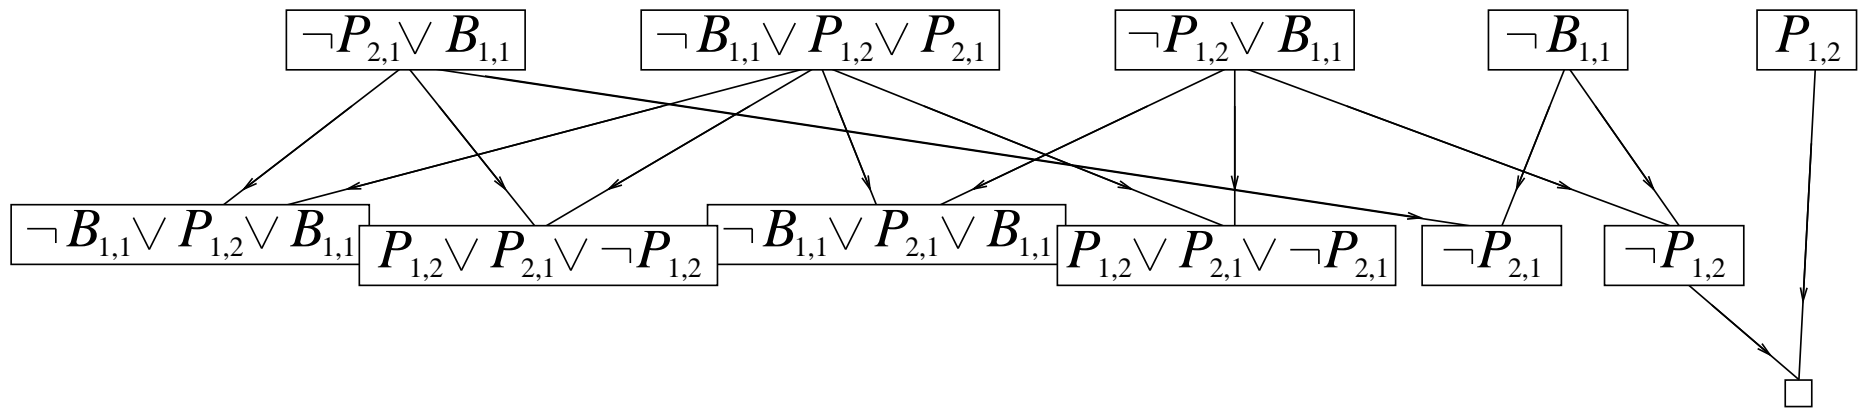 ¬P2,1 ∨ B1,1
¬B1,1 ∨ P1,2 ∨ P2,1
¬P1,2 ∨ B1,1
¬B1,1
P1,2
¬B1,1 ∨ P1,2 ∨ B1,1
P1,2 ∨ P2,1 ∨ ¬P1,2
¬B1,1 ∨ P2,1 ∨ B1,1
P1,2 ∨ P2,1 ∨ ¬P2,1
¬P2,1
¬P1,2